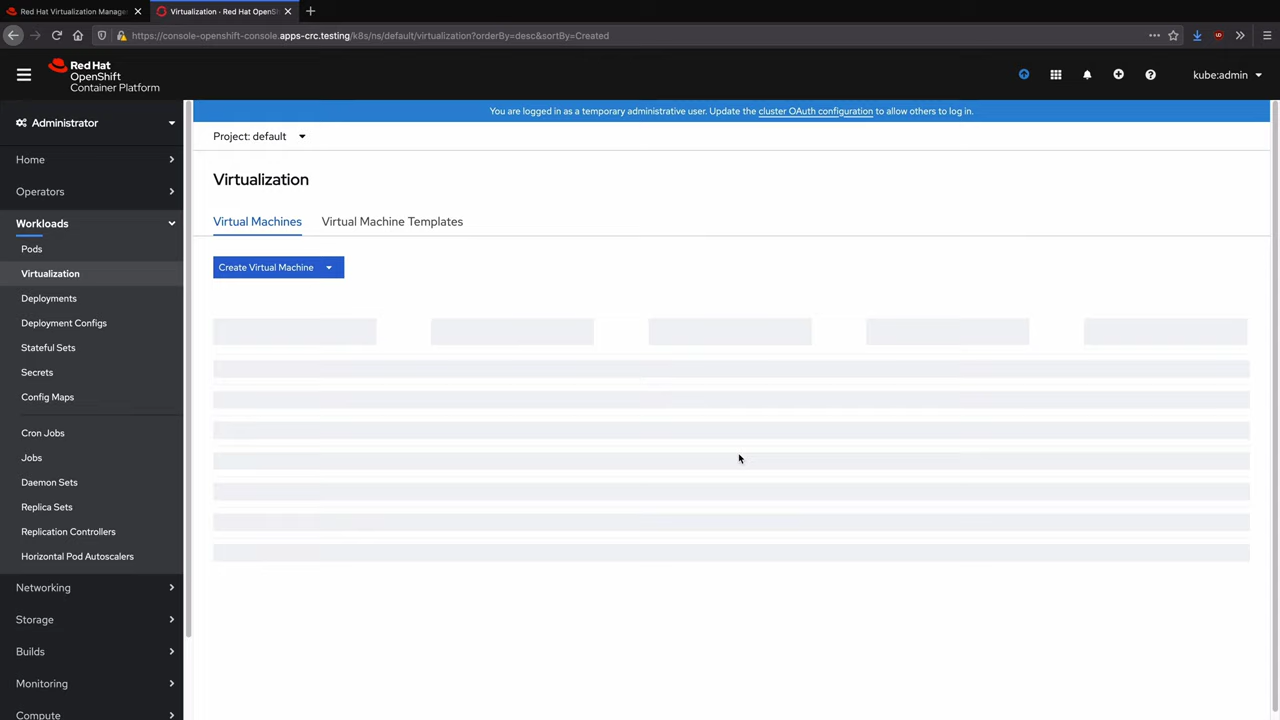 Red Hat Virtualization Manage
Virtualization · Red Hat OpenSh
https://console-openshift-console.apps-crc.testing/k8s/ns/default/virtualization?orderBy=desc&sortBy=Created
Red Hat
OpenShift
Container Platform
kube:admin
Administrator
Home
Operators
Workloads
Pods
Virtualization
Deployments
Deployment Configs
Stateful Sets
Secrets
Config Maps
Cron Jobs
Jobs
Daemon Sets
Replica Sets
Replication Controllers
Horizontal Pod Autoscalers
Networking
Storage
Builds
Monitoring
Compute
You are logged in as a temporary administrative user. Update the cluster OAuth configuration to allow others to log in.
Project: default
Virtualization
Virtual Machines
Virtual Machine Templates
Create Virtual Machine